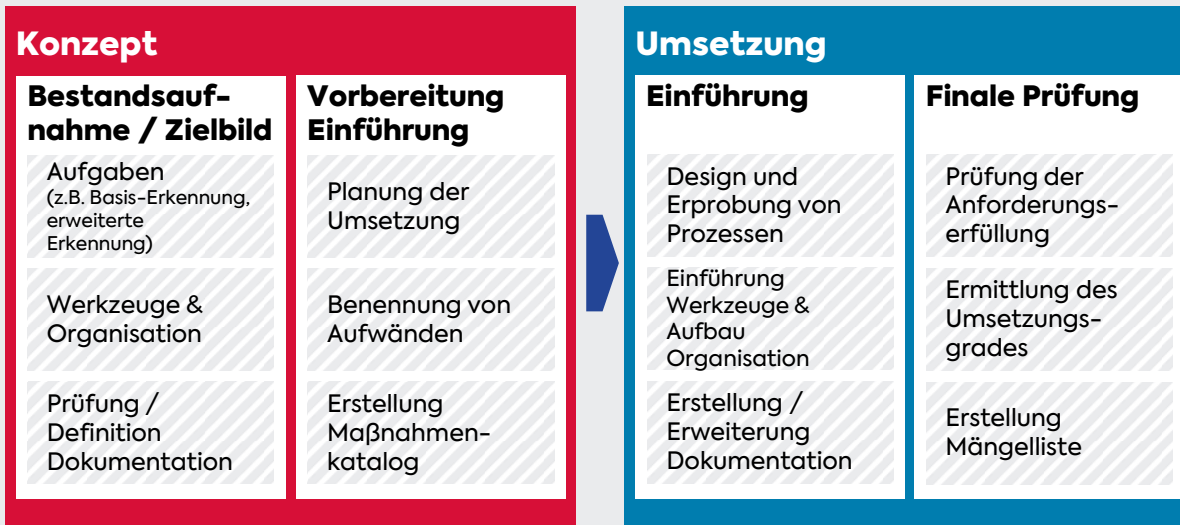 Konzept
Bestandsauf-
nahme / Zielbild
Aufgaben
(z.B. Basis-Erkennung,
erweiterte
Erkennung)
Werkzeuge &
Organisation
Prüfung /
Definition
Dokumentation
Vorbereitung
Einführung
Planung der
Umsetzung
Benennung von
Aufwänden
Erstellung
Maßnahmen-
katalog
Umsetzung
Einführung
Design und
Erprobung von
Prozessen
Einführung
Werkzeuge &
Aufbau
Organisation
Erstellung /
Erweiterung
Dokumentation
Finale Prüfung
Prüfung der
Anforderungs-
erfüllung
Ermittlung des
Umsetzungs-
grades
Erstellung
Mängelliste